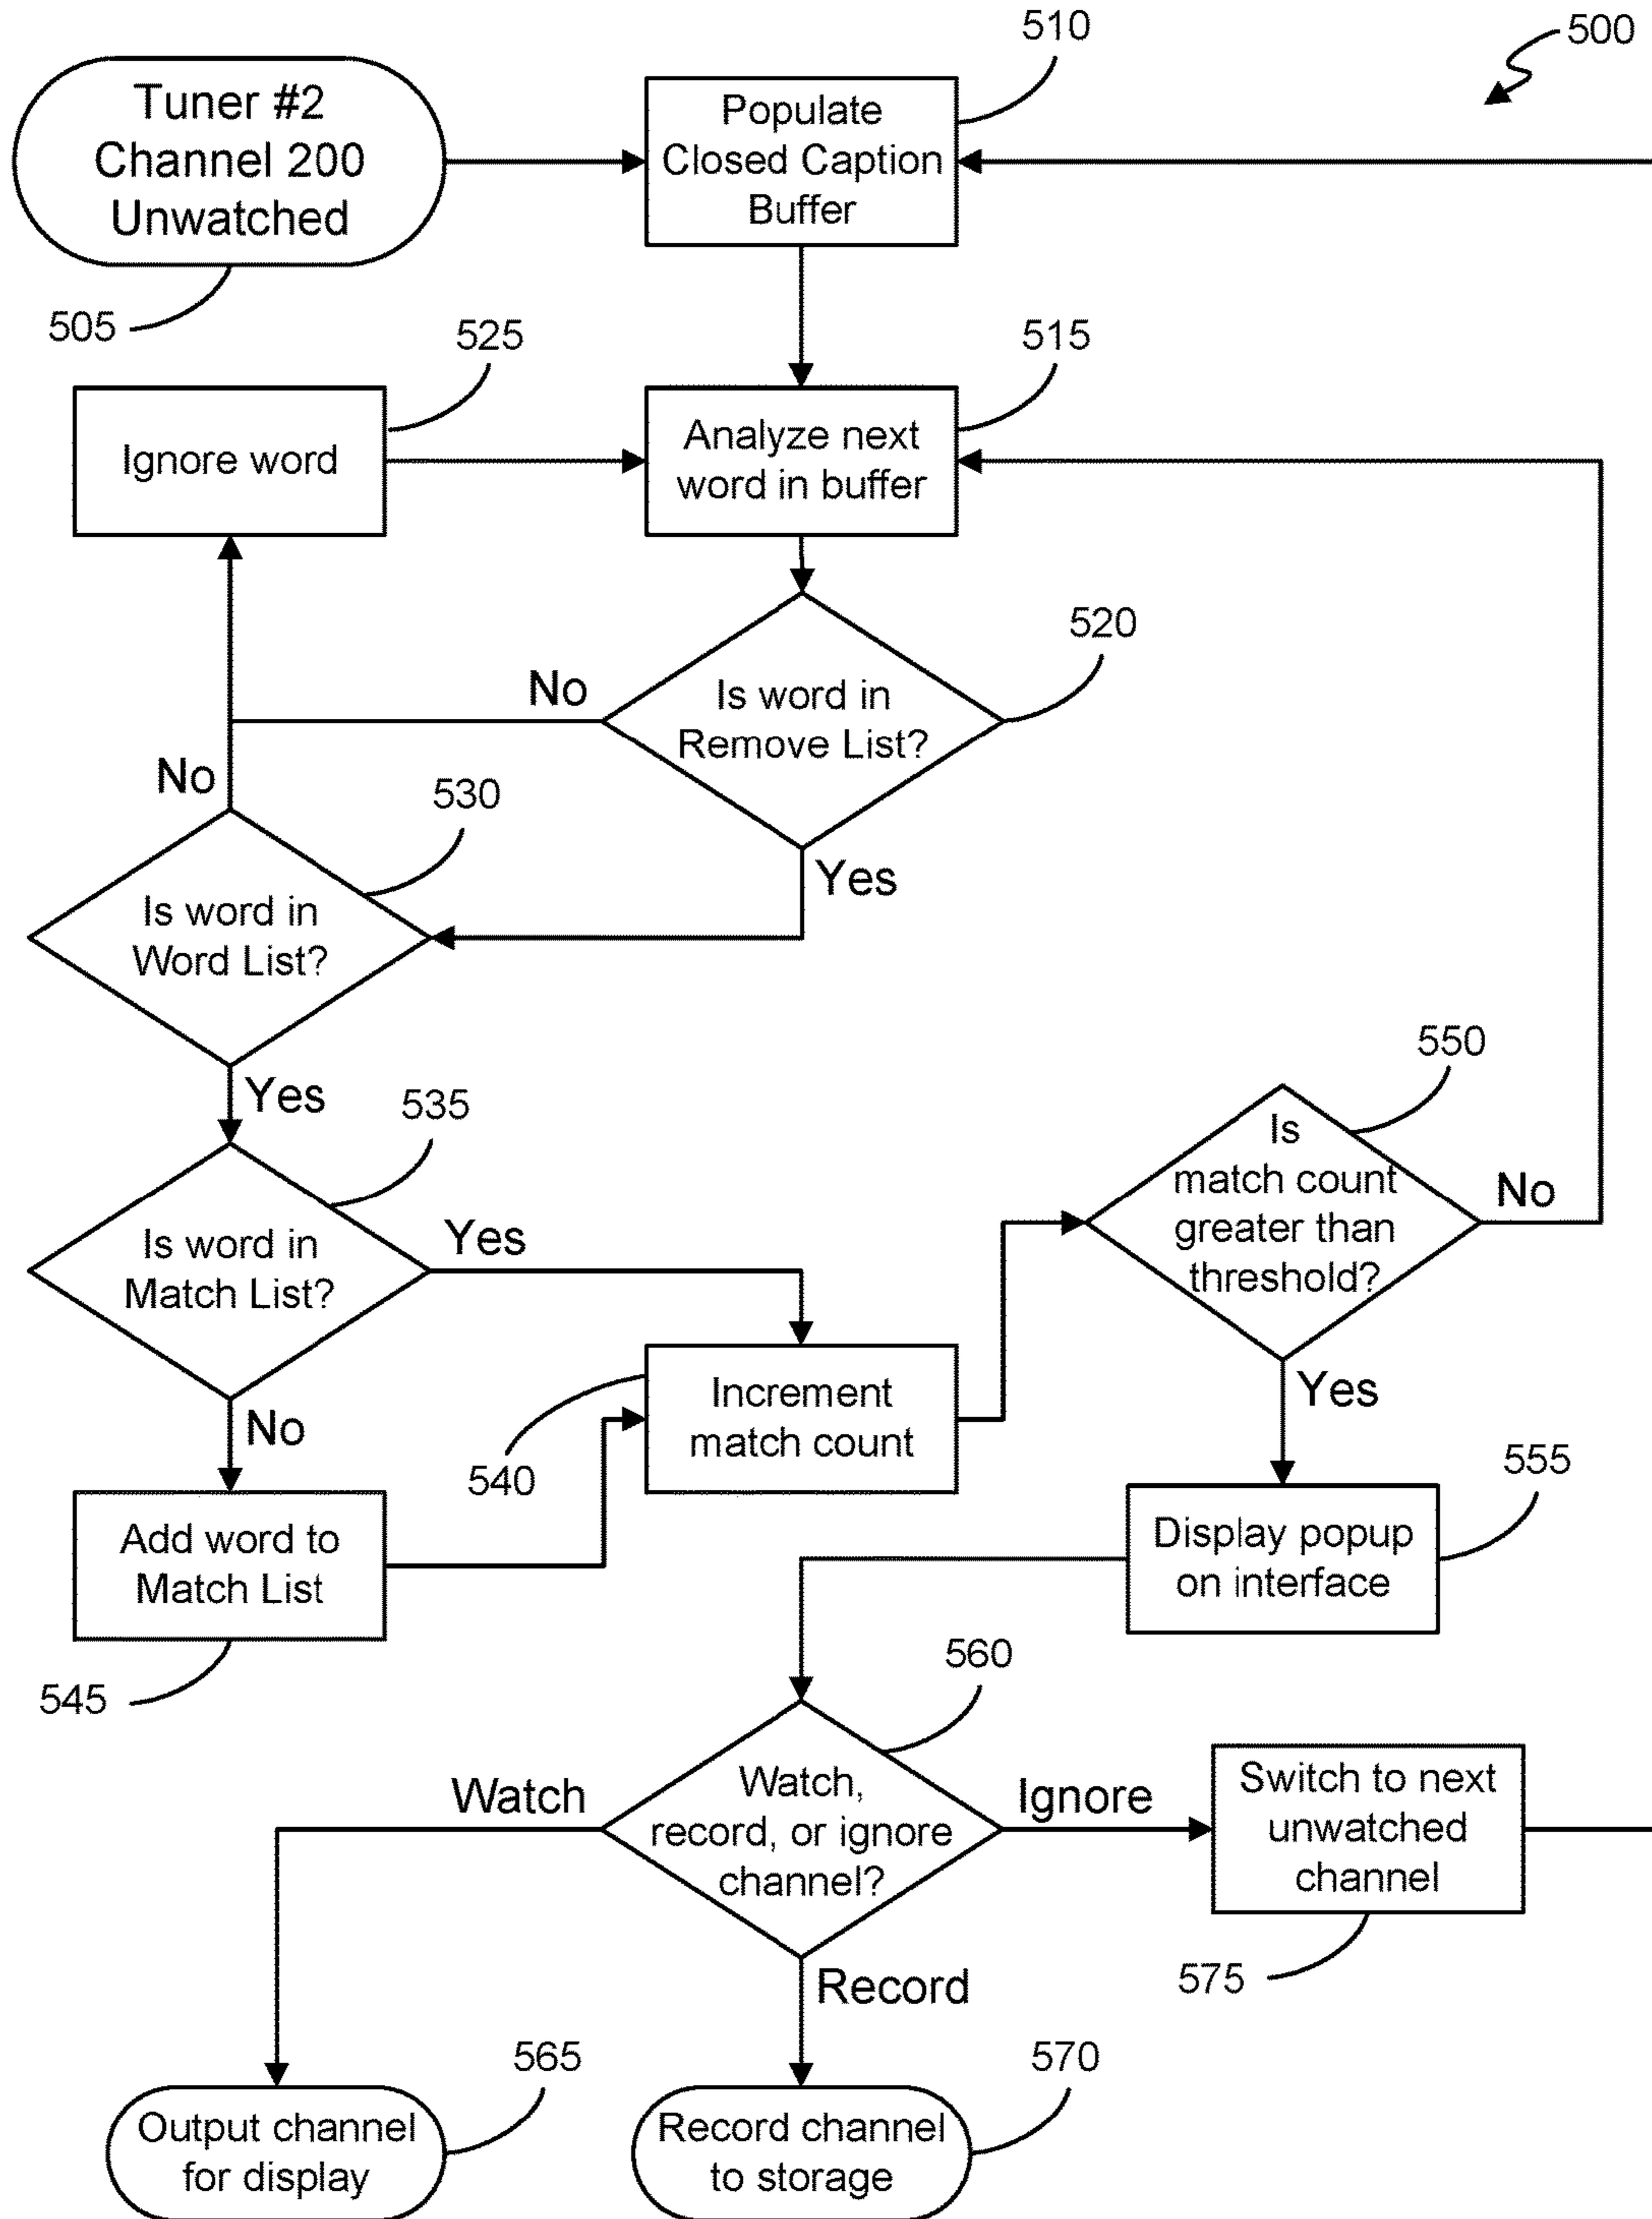 500
510
Tuner #2
Channel 200
Unwatched
Populate
Closed Caption
Buffer
505
525
515
Ignore word
Analyze next
word in buffer
520
No
Is word in
Remove List?
No
530
Yes
Is word in
Word List?
550
Yes
535
Is
match count
greater than
threshold?
No
Is word in
Match List?
Yes
Yes
Increment
match count
No
540
555
Add word to
Match List
Display popup
on interface
545
560
Watch
Watch,
record, or ignore
channel?
Ignore
Switch to next
unwatched
channel
575
Record
565
570
Output channel
for display
Record channel
to storage